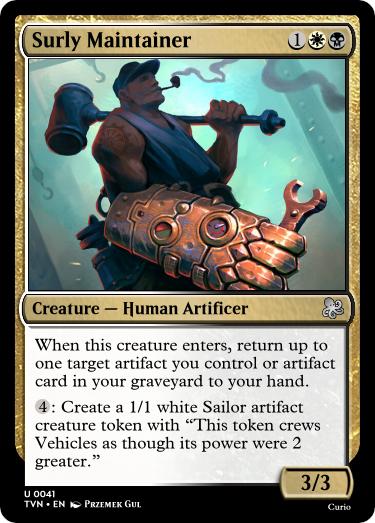 Surly Maintainer 1
Creature — Human Artificer
When this creature enters, return up to
one target artifact you control or artifact
card in your graveyard to your hand.
4: Create a 1/1 white Sailor artifact
creature token with “This token crews
Vehicles as though its power were 2
greater.”
3/3
U 0041
TVN • EN Przemek Gul
Curio